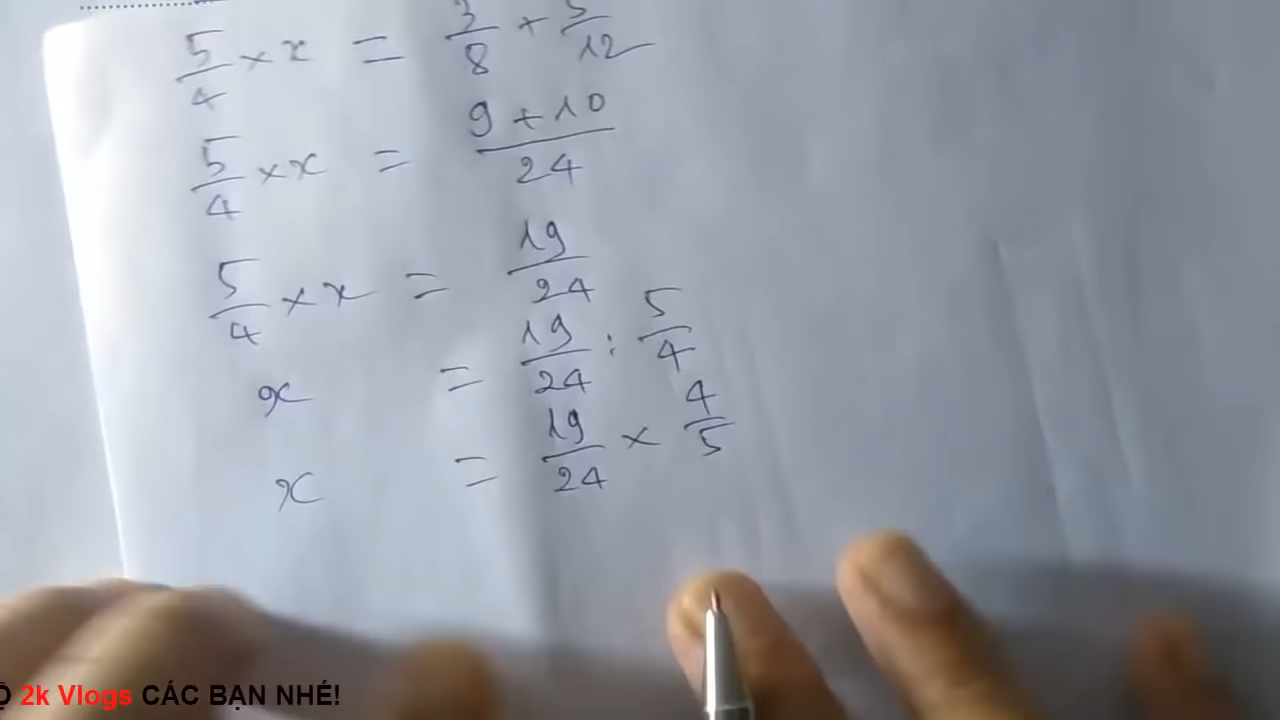 5/4 × x = 3/8 + 5/12
5/4 × x = 9 + 10/24
5/4 × x = 19/24
x = 19/24 : 5/4
x = 19/24 × 4/5
2k Vlogs CÁC BẠN NHÉ!